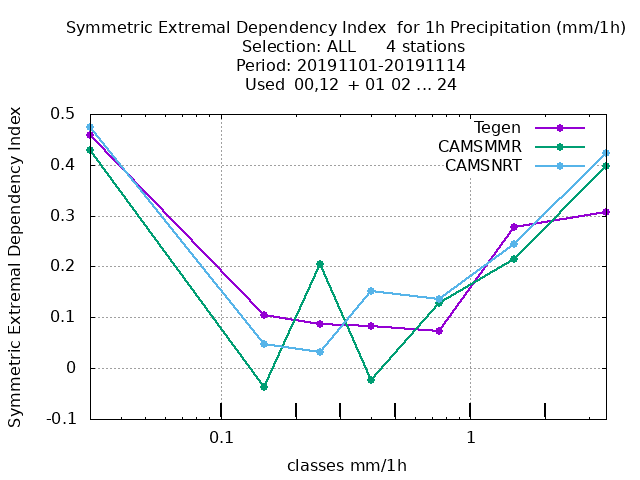 Symmetric Extremal Dependency Index for 1h Precipitation (mm/1h)
Selection: ALL 4 stations
Period: 20191101-20191114
Used 00,12 + 01 02 ... 24
Tegen
CAMSMMR
CAMSNRT
Symmetric Extremal Dependency Index
0.5
0.4
0.3
0.2
0.1
0
-0.1
0.1 1
classes mm/1h